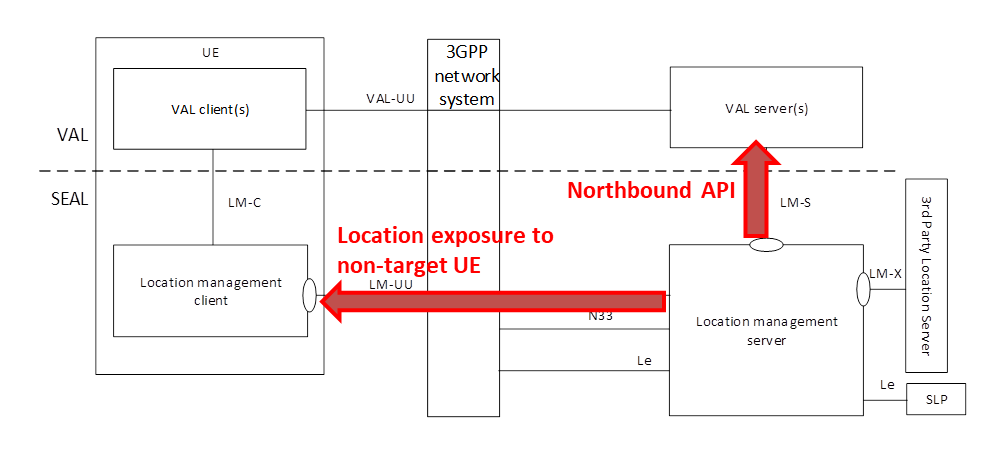 UE
3GPP
network
system
VAL client(s)
VAL-UU
VAL server(s)
VAL
SEAL
Northbound API
LM-C
LM-S
Location exposure to
non-target UE
3rd Party Location Server
LM-X
Location management
client
LM-UU
N33
Location management
server
Le
Le
SLP